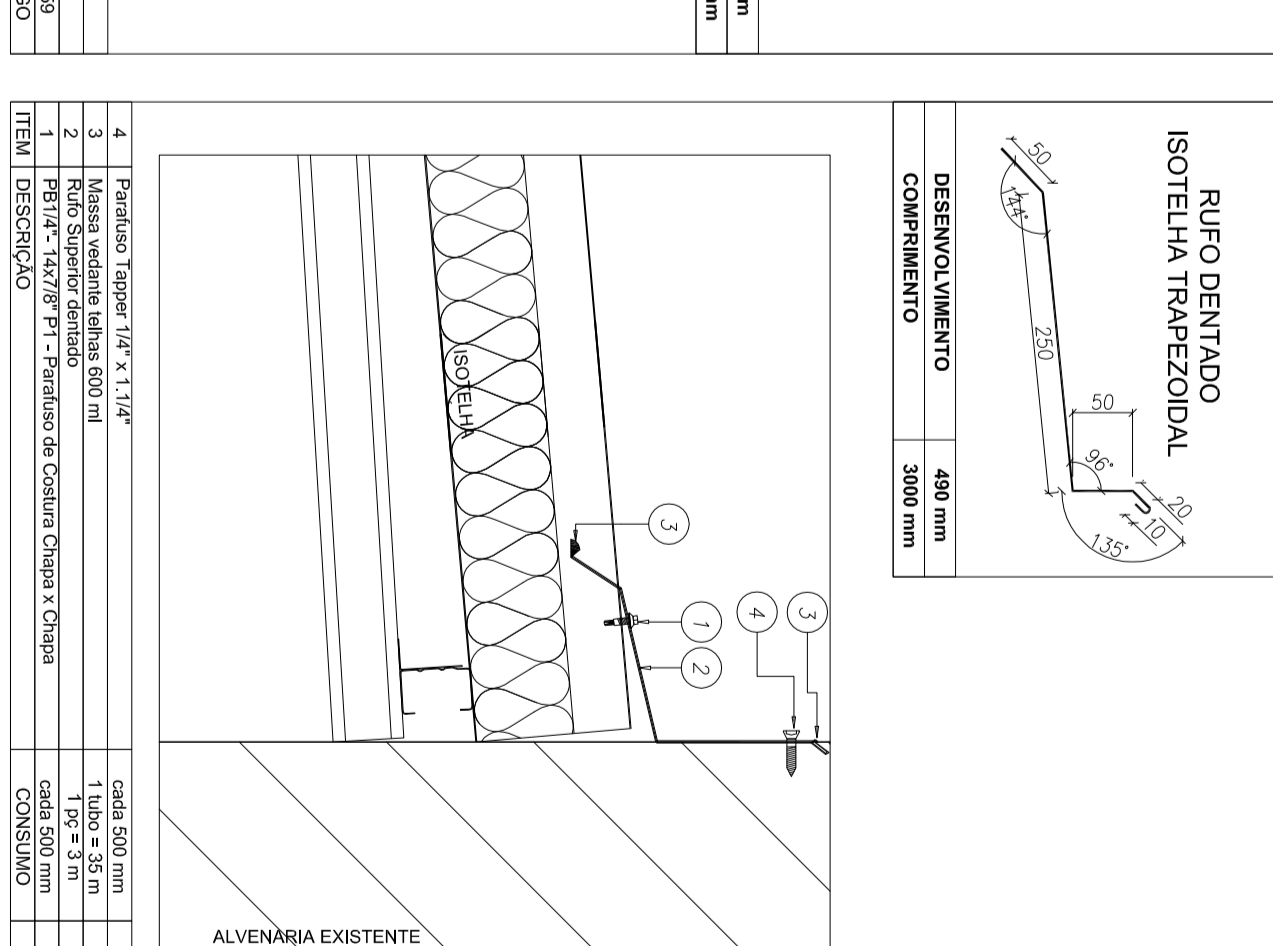 RUFO DENTADO
ISOTELHA TRAPEZOIDAL
50
144°
250
50
96°
20
10
135°
DESENVOLVIMENTO 490 mm
COMPRIMENTO 3000 mm
3
4
3
1
2
ISOTELHA
ALVENARIA EXISTENTE
4 Parafuso Tapper 1/4" x 1.1/4" cada 500 mm
3 Massa vedante telhas 600 ml 1 tubo = 35 m
2 Rufo Superior dentado 1 pç = 3 m
1 PB1/4"- 14x7/8" P1 - Parafuso de Costura Chapa x Chapa cada 500 mm
ITEM DESCRIÇÃO CONSUMO